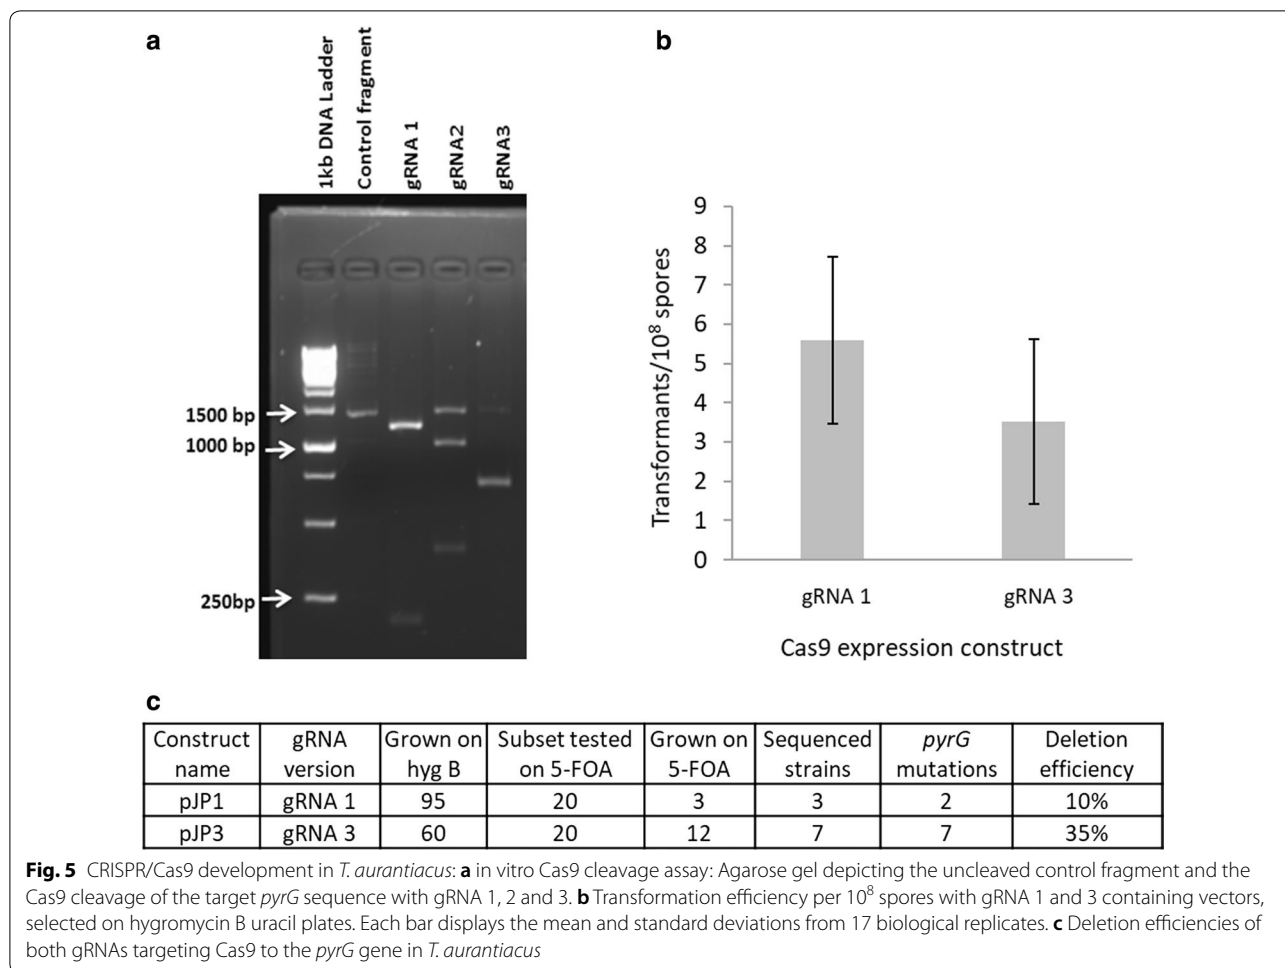 a
b
1kb DNA Ladder
Control fragment
gRNA 1
gRNA2
gRNA3
1500 bp
1000 bp
250bp
Transformants/10⁸ spores
9
8
7
6
5
4
3
2
1
0
gRNA 1
gRNA 3
Cas9 expression construct
c
Construct name gRNA version Grown on hyg B Subset tested on 5-FOA Grown on 5-FOA Sequenced strains pyrG mutations Deletion efficiency
pJP1 gRNA 1 95 20 3 3 2 10%
pJP3 gRNA 3 60 20 12 7 7 35%
Fig. 5 CRISPR/Cas9 development in T. aurantiacus: a in vitro Cas9 cleavage assay: Agarose gel depicting the uncleaved control fragment and the
Cas9 cleavage of the target pyrG sequence with gRNA 1, 2 and 3. b Transformation efficiency per 10⁸ spores with gRNA 1 and 3 containing vectors,
selected on hygromycin B uracil plates. Each bar displays the mean and standard deviations from 17 biological replicates. c Deletion efficiencies of
both gRNAs targeting Cas9 to the pyrG gene in T. aurantiacus